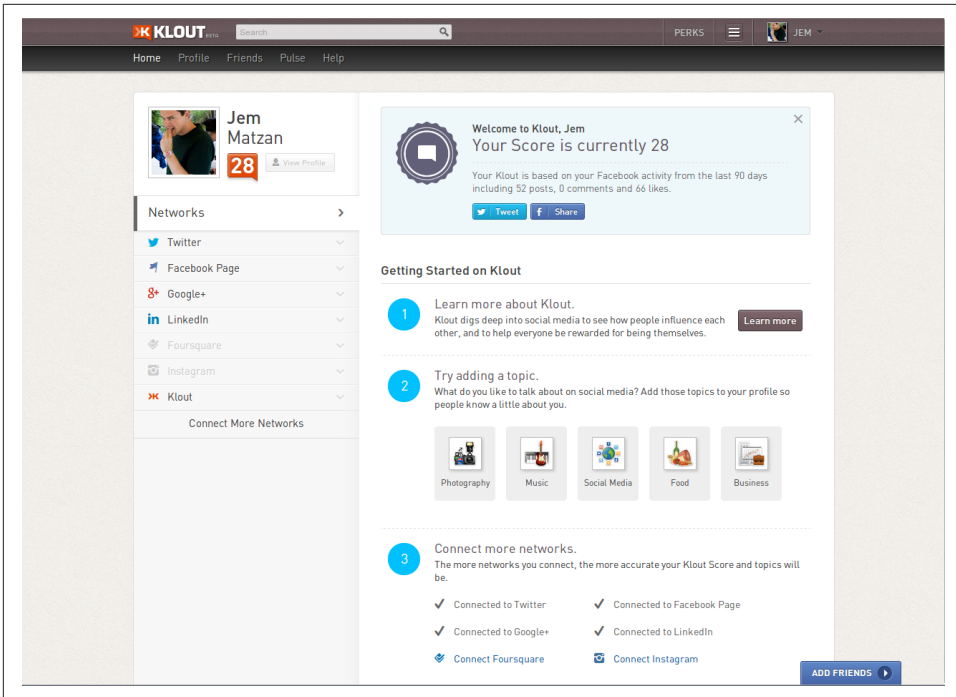 KLOUT BETA
Search
PERKS
JEM
Home Profile Friends Pulse Help
Jem
Matzan
28
View Profile
Networks
Twitter
Facebook Page
Google+
LinkedIn
Foursquare
Instagram
Klout
Connect More Networks
Welcome to Klout, Jem
Your Score is currently 28
Your Klout is based on your Facebook activity from the last 90 days
including 52 posts, 0 comments and 66 likes.
Tweet
Share
Getting Started on Klout
1
Learn more about Klout.
Klout digs deep into social media to see how people influence each
other, and to help everyone be rewarded for being themselves.
Learn more
2
Try adding a topic.
What do you like to talk about on social media? Add those topics to your profile so
people know a little about you.
Photography
Music
Social Media
Food
Business
3
Connect more networks.
The more networks you connect, the more accurate your Klout Score and topics will
be.
Connected to Twitter
Connected to Facebook Page
Connected to Google+
Connected to LinkedIn
Connect Foursquare
Connect Instagram
ADD FRIENDS